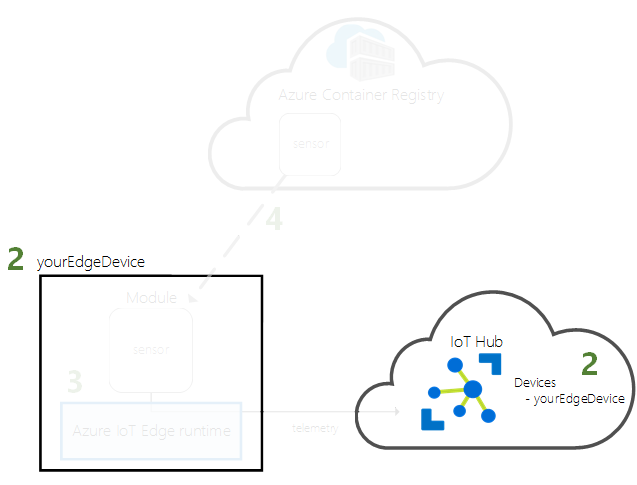 Azure Container Registry
sensor
4
2 yourEdgeDevice
Module
sensor
3
Azure IoT Edge runtime
telemetry
IoT Hub
2
Devices
- yourEdgeDevice